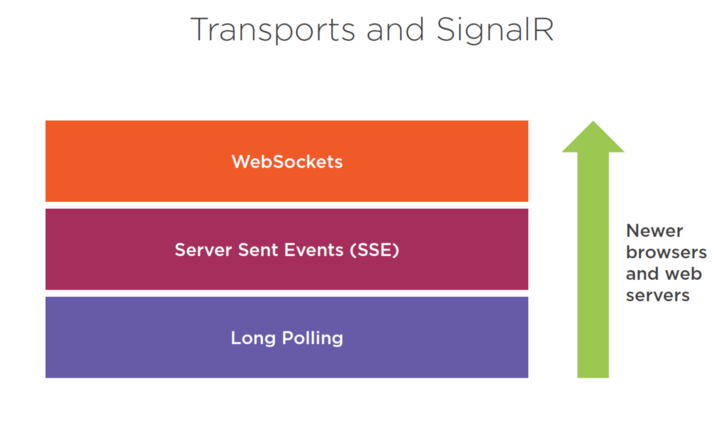 Transports and SignalR
WebSockets
Server Sent Events (SSE)
Long Polling
Newer
browsers
and web
servers